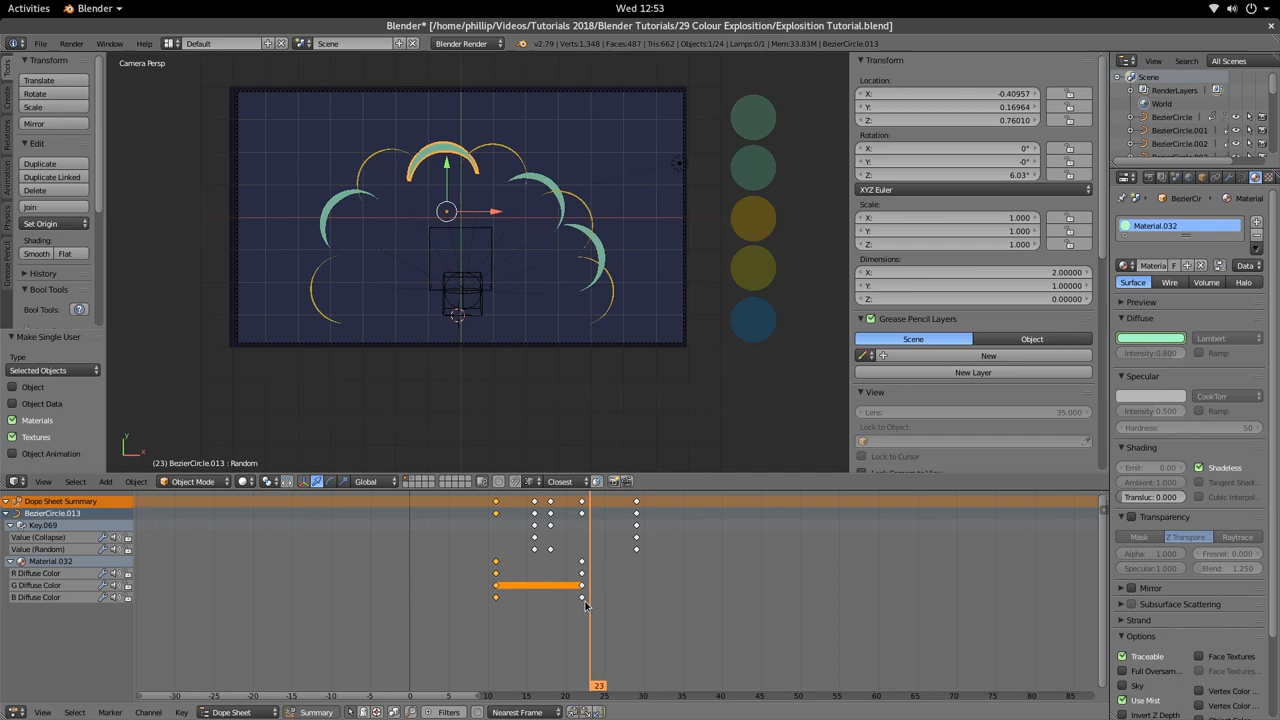 Activities Blender Wed 12:53
Blender* [/home/phillip/Videos/Tutorials 2018/Blender Tutorials/29 Colour Explosition/Explosition Tutorial.blend]
File Render Window Help Default Scene Blender Render v2.79 | Verts:1,348 | Faces:487 | Tris:662 | Objects:1/24 | Lamps:0/1 | Mem:33.83M | BezierCircle.013
Tools
Create
Relations
Animation
Physics
Grease Pencil
Transform
Translate
Rotate
Scale
Mirror
Edit
Duplicate
Duplicate Linked
Delete
Join
Set Origin
Shading:
Smooth Flat
History
Bool Tools
Bool Tools:
Make Single User
Type
Selected Objects
Object
Object Data
Materials
Textures
Object Animation
Camera Persp
y
x
(23) BezierCircle.013 : Random
Transform
Location:
X: -0.40957
Y: 0.16964
Z: 0.76010
Rotation:
X: 0°
Y: -0°
Z: 6.03°
XYZ Euler
Scale:
X: 1.000
Y: 1.000
Z: 1.000
Dimensions:
X: 2.00000
Y: 1.00000
Z: 0.00000
Grease Pencil Layers
Scene Object
New
New Layer
View
Lens: 35.000
Lock to Object:
Lock to Cursor
View Search All Scenes
Scene
RenderLayers
World
BezierCircle
BezierCircle.001
BezierCircle.002
BezierCir Material
Material.032
Materia F Data
Surface Wire Volume Halo
Preview
Diffuse
Lambert
Intensity:0.800 Ramp
Specular
CookTorr
Intensity:0.500 Ramp
Hardness: 50
Shading
Emit: 0.00 Shadeless
Ambient: 1.000 Tangent Shad
Transluc: 0.000 Cubic Interpol
Transparency
Mask Z Transpare... Raytrace
Alpha: 1.000 Fresnel: 0.000
Specular:1.000 Blend: 1.250
Mirror
Subsurface Scattering
Strand
Options
Traceable Face Textures
Full Oversam... Face Textures...
Sky Vertex Color ...
Use Mist Vertex Color ...
Invert Z Depth
View Select Add Object Object Mode Global Closest
Dope Sheet Summary
BezierCircle.013
Key.069
Value (Collapse)
Value (Random)
Material.032
R Diffuse Color
G Diffuse Color
B Diffuse Color
23
-30 -25 -20 -15 -10 -5 0 5 10 15 20 25 30 35 40 45 50 55 60 65 70 75 80 85
View Select Marker Channel Key Dope Sheet Summary Filters Nearest Frame